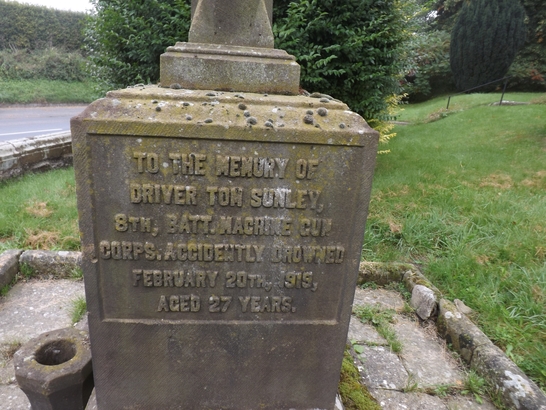 TO THE MEMORY OF
DRIVER TOM SUNLEY,
8TH, BATT. MACHINE GUN
CORPS. ACCIDENTLY DROWNED
FEBRUARY 20TH, 1919,
AGED 27 YEARS.